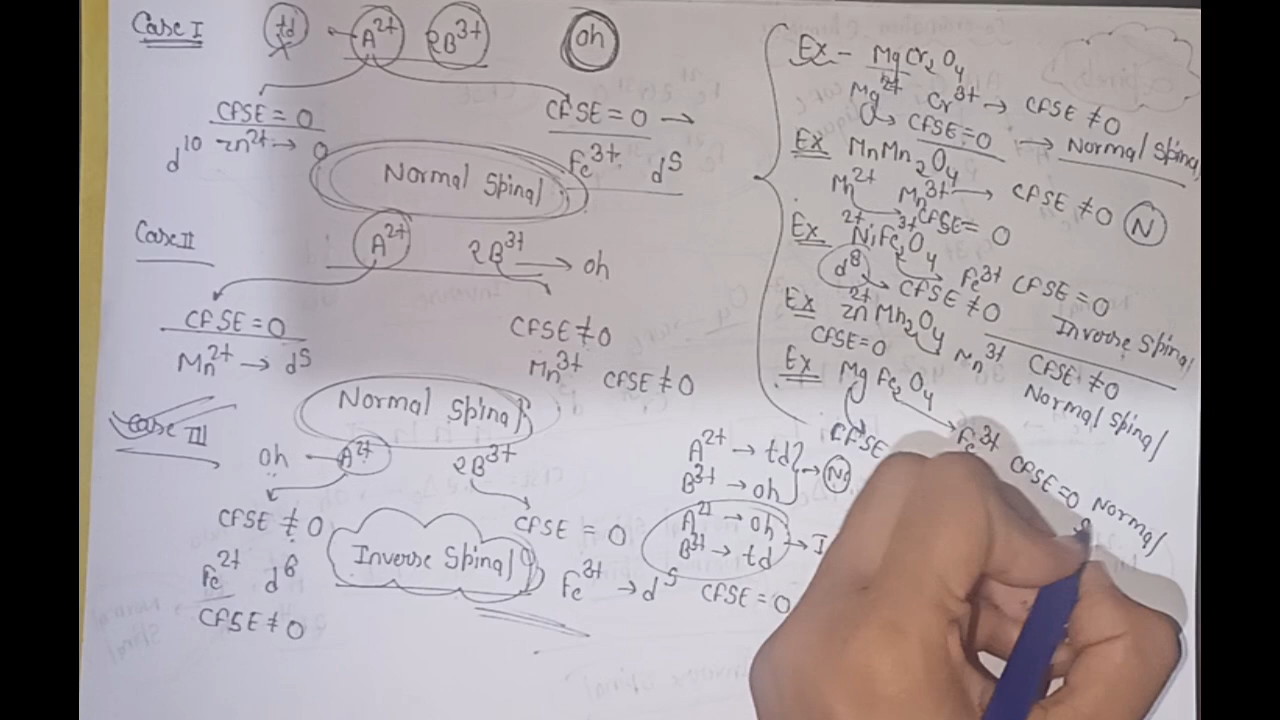 Case I
td A2+ 2B3+ oh
CFSE = 0 CFSE = 0 →
d10 zn2+ → 0 Fe3+ d5
Normal Spinal
Case II
A2+ 2B3+ → oh
CFSE = 0 CFSE ≠ 0
Mn2+ → d5 Mn3+ CFSE ≠ 0
Normal Spinal
Case III
oh ← A2+ 2B3+
CFSE ≠ 0 CFSE = 0
Fe2+ d6 Inverse Spinal Fe3+ → d5 CFSE = 0
CFSE ≠ 0
A2+ → td
B3+ → oh → N
A2+ → oh
B3+ → td → I
Ex - MgCr2O4
Mg2+ Cr3+ → CFSE ≠ 0
0 → CFSE = 0 → Normal Spinal
Ex MnMn2O4
Mn2+ Mn3+ → CFSE ≠ 0 N
CFSE = 0
2+ 3+
Ex NiFe2O4
d8 Fe3+ CFSE = 0
CFSE ≠ 0 Inverse Spinal
2+
Ex znMn2O4
CFSE = 0 Mn3+ CFSE ≠ 0
Normal Spinal
Ex MgFe2O4
CFSE Fe3+ CFSE = 0 Normal